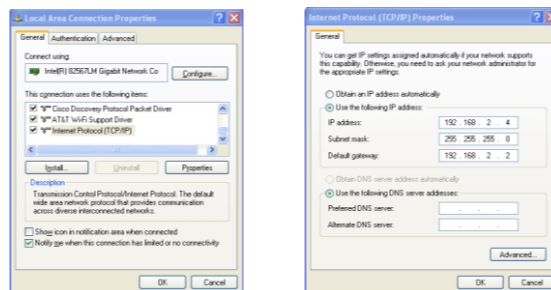 Local Area Connection Properties
General Authentication Advanced
Connect using:
Intel(R) 82567LM Gigabit Network Co
Configure...
This connection uses the following items:
Cisco Discovery Protocol Packet Driver
AT&T Wi-Fi Support Driver
Internet Protocol (TCP/IP)
Install... Uninstall Properties
Description
Transmission Control Protocol/Internet Protocol. The default
wide area network protocol that provides communication
across diverse interconnected networks.
Show icon in notification area when connected
Notify me when this connection has limited or no connectivity
OK Cancel
Internet Protocol (TCP/IP) Properties
General
You can get IP settings assigned automatically if your network supports
this capability. Otherwise, you need to ask your network administrator for
the appropriate IP settings.
Obtain an IP address automatically
Use the following IP address:
IP address: 192 . 168 . 2 . 4
Subnet mask: 255 . 255 . 255 . 0
Default gateway: 192 . 168 . 2 . 2
Obtain DNS server address automatically
Use the following DNS server addresses:
Preferred DNS server: . . .
Alternate DNS server: . . .
Advanced...
OK Cancel